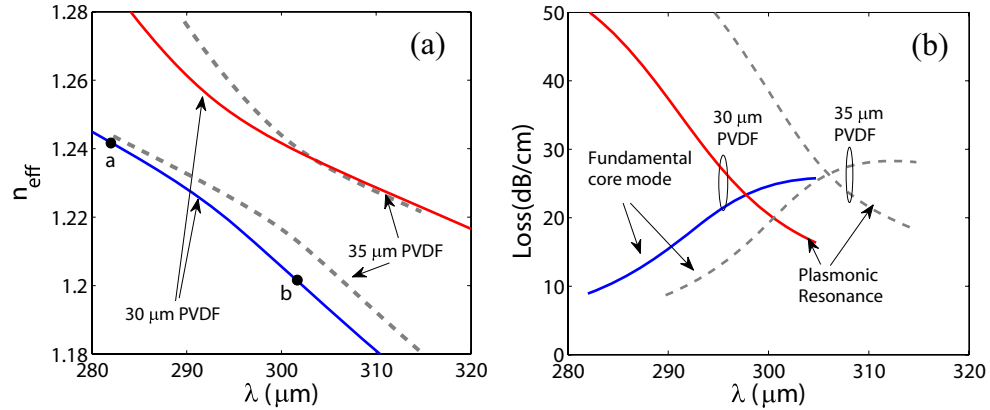 (a)
n_eff
1.28
1.26
1.24
1.22
1.2
1.18
a
b
30 μm PVDF
35 μm PVDF
280
290
300
310
320
λ (μm)
(b)
Loss(dB/cm)
50
40
30
20
10
0
30 μm
PVDF
35 μm
PVDF
Fundamental
core mode
Plasmonic
Resonance
280
290
300
310
320
λ (μm)